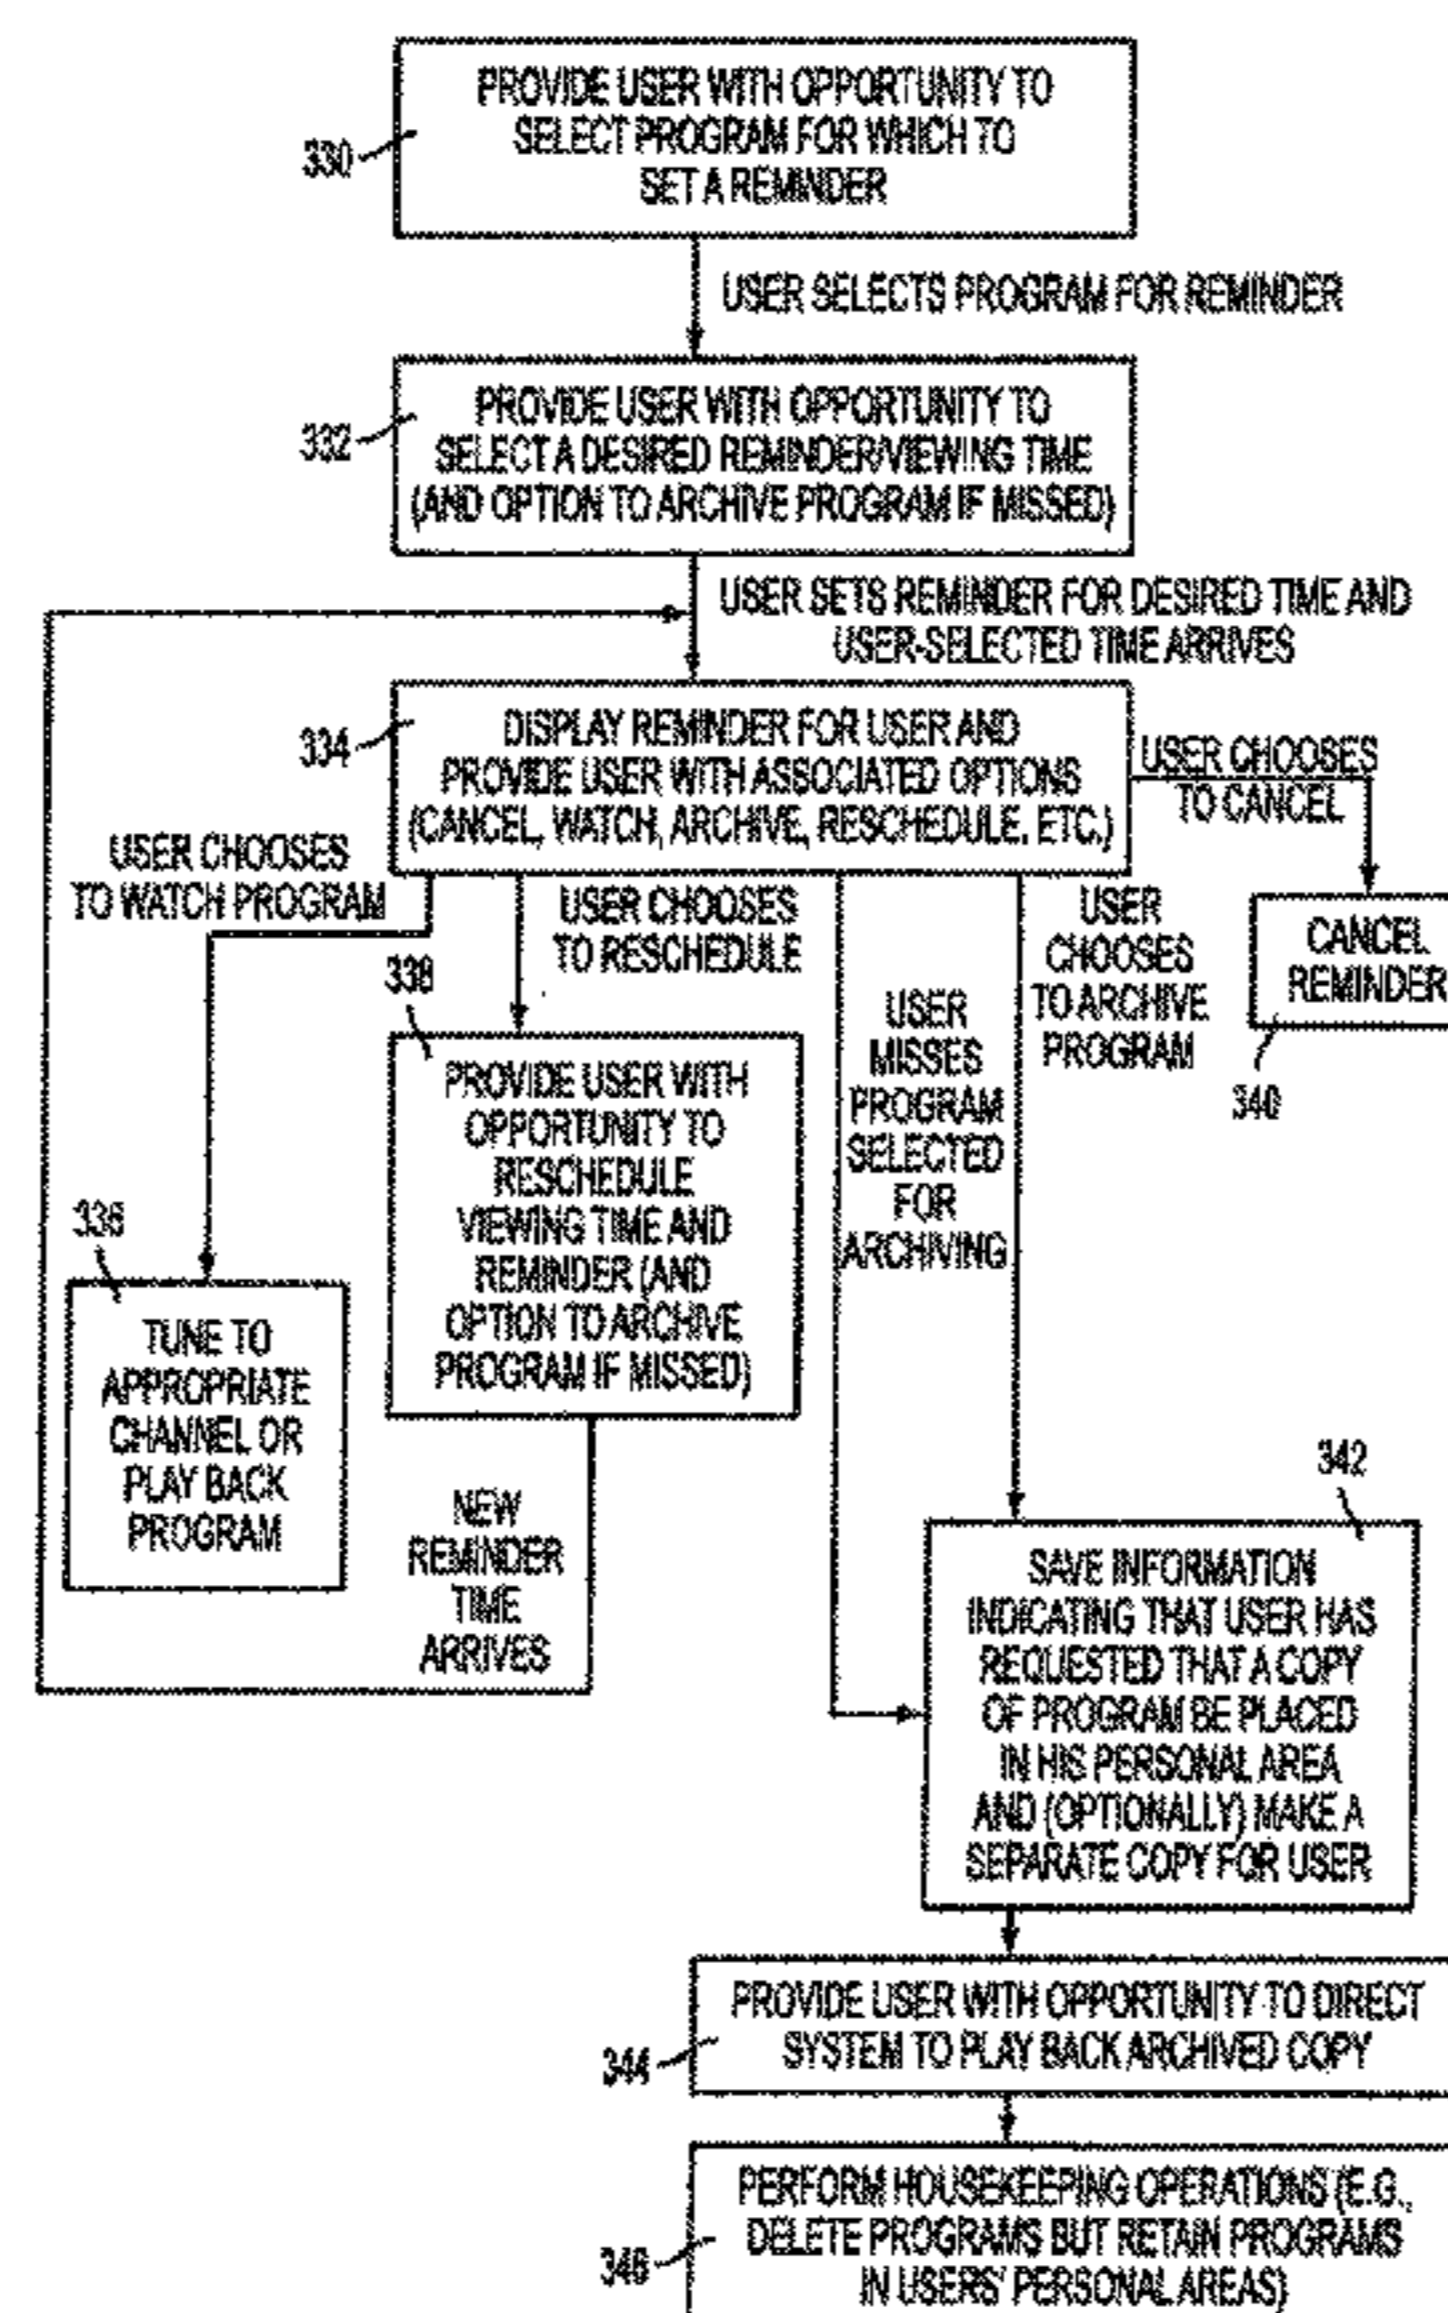 PROVIDE USER WITH OPPORTUNITY TO
SELECT PROGRAM FOR WHICH TO
SET A REMINDER
330
USER SELECTS PROGRAM FOR REMINDER
PROVIDE USER WITH OPPORTUNITY TO
SELECT A DESIRED REMINDER/VIEWING TIME
(AND OPTION TO ARCHIVE PROGRAM IF MISSED)
332
USER SETS REMINDER FOR DESIRED TIME AND
USER-SELECTED TIME ARRIVES
DISPLAY REMINDER FOR USER AND
PROVIDE USER WITH ASSOCIATED OPTIONS
(CANCEL, WATCH, ARCHIVE, RESCHEDULE, ETC.)
334
USER CHOOSES
TO CANCEL
USER CHOOSES
TO WATCH PROGRAM
USER CHOOSES
TO RESCHEDULE
USER
MISSES
PROGRAM
SELECTED
FOR
ARCHIVING
USER
CHOOSES
TO ARCHIVE
PROGRAM
CANCEL
REMINDER
340
338
PROVIDE USER WITH
OPPORTUNITY TO
RESCHEDULE
VIEWING TIME AND
REMINDER (AND
OPTION TO ARCHIVE
PROGRAM IF MISSED)
336
TUNE TO
APPROPRIATE
CHANNEL OR
PLAY BACK
PROGRAM
NEW
REMINDER
TIME
ARRIVES
342
SAVE INFORMATION
INDICATING THAT USER HAS
REQUESTED THAT A COPY
OF PROGRAM BE PLACED
IN HIS PERSONAL AREA
AND (OPTIONALLY) MAKE A
SEPARATE COPY FOR USER
PROVIDE USER WITH OPPORTUNITY TO DIRECT
SYSTEM TO PLAY BACK ARCHIVED COPY
344
PERFORM HOUSEKEEPING OPERATIONS (E.G.,
DELETE PROGRAMS BUT RETAIN PROGRAMS
IN USERS' PERSONAL AREAS)
346